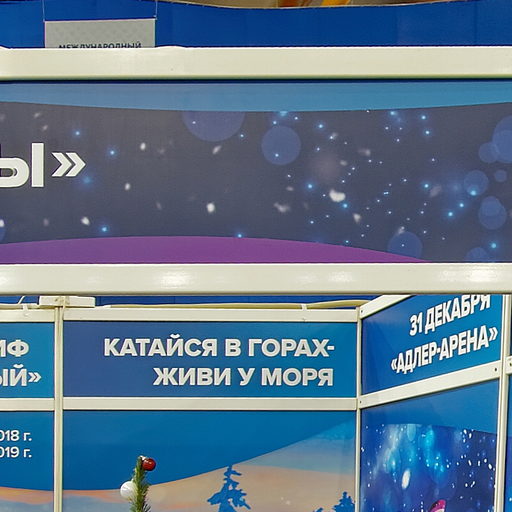 МЕЖДУНАРОДНЫЙ
Ы»
ИФ
ЫЙ»
018 г.
019 г.
КАТАЙСЯ В ГОРАХ-
ЖИВИ У МОРЯ
31 ДЕКАБРЯ
«АДЛЕР-АРЕНА»